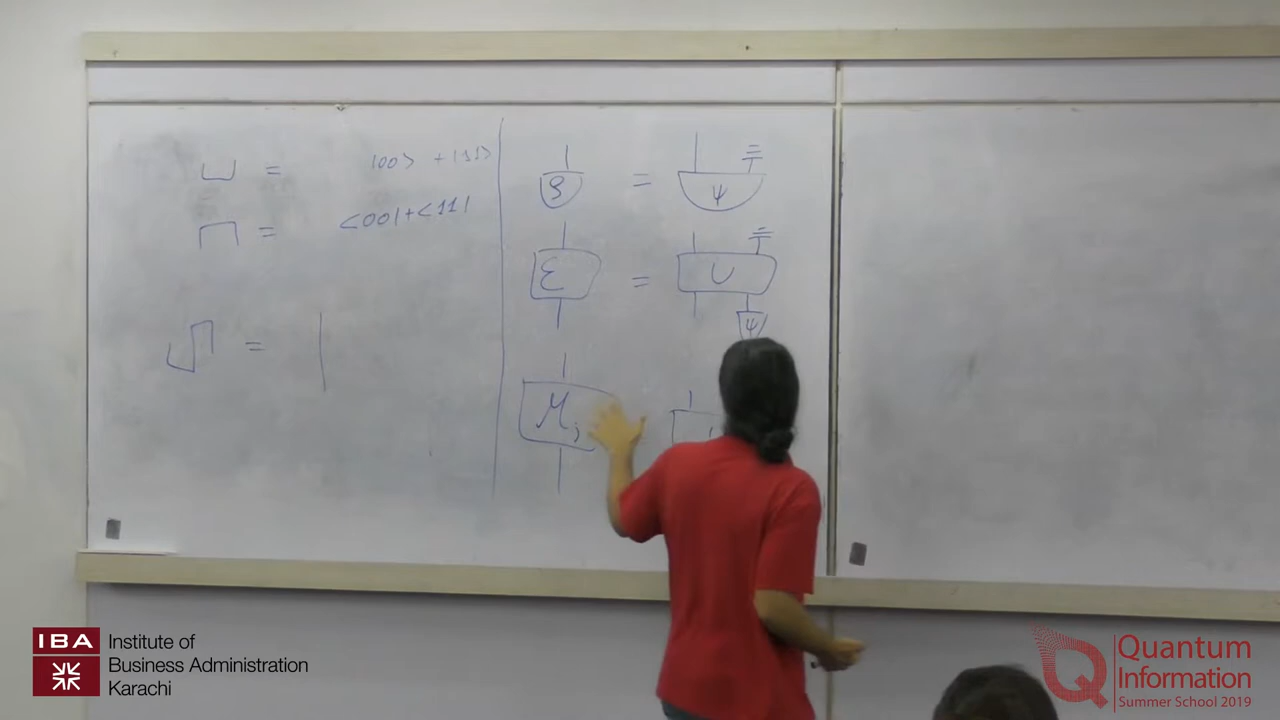 = |00> + |11>
= <00| + <11|
=
ρ = ψ
ε = U
ψ
M j
IBA Institute of
Business Administration
Karachi
Quantum
Information
Summer School 2019